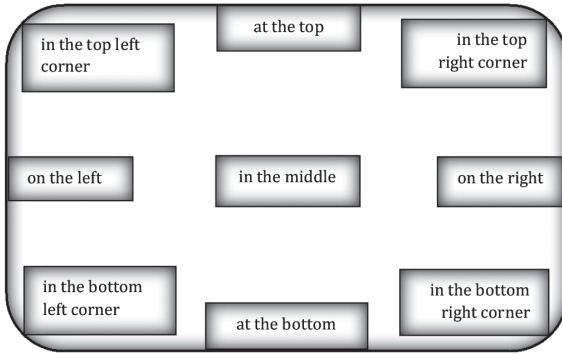 in the top left
corner
at the top
in the top
right corner
on the left
in the middle
on the right
in the bottom
left corner
at the bottom
in the bottom
right corner